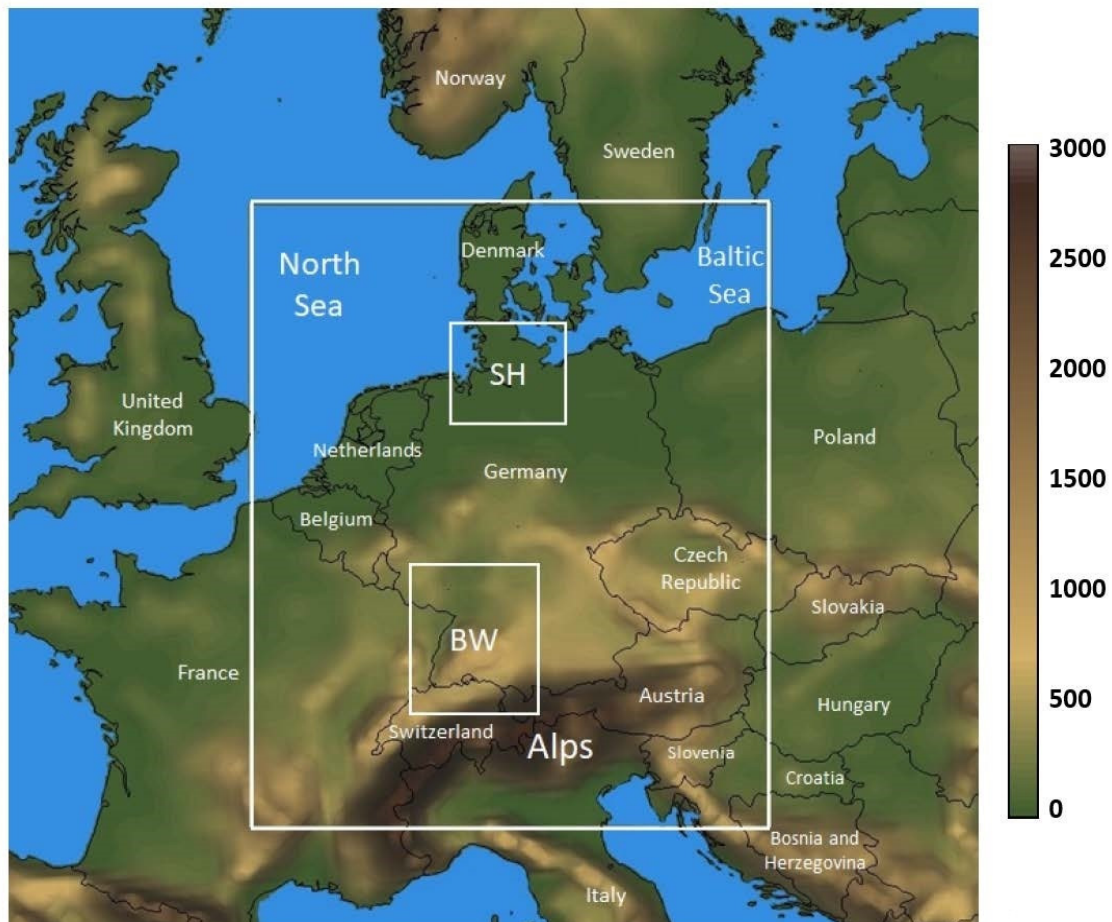 Norway
Sweden
3000
Denmark
North
Sea
Baltic
Sea
2500
SH
2000
United
Kingdom
Netherlands
Germany
Poland
1500
Belgium
Czech
Republic
1000
Slovakia
BW
France
Austria
Hungary
500
Switzerland
Alps
Slovenia
Croatia
0
Bosnia and
Herzegovina
Italy